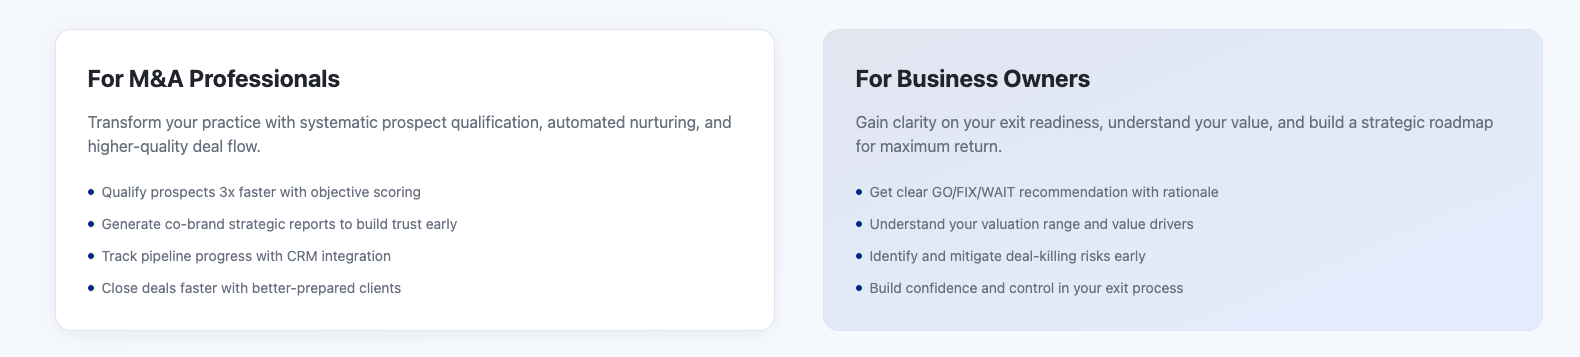 For M&A Professionals
Transform your practice with systematic prospect qualification, automated nurturing, and
higher-quality deal flow.
Qualify prospects 3x faster with objective scoring
Generate co-brand strategic reports to build trust early
Track pipeline progress with CRM integration
Close deals faster with better-prepared clients
For Business Owners
Gain clarity on your exit readiness, understand your value, and build a strategic roadmap
for maximum return.
Get clear GO/FIX/WAIT recommendation with rationale
Understand your valuation range and value drivers
Identify and mitigate deal-killing risks early
Build confidence and control in your exit process